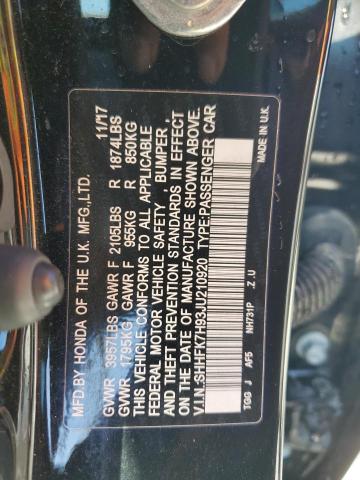 MFD BY HONDA OF THE U.K. MFG.,LTD. 11/17
GVWR 3957LBS GAWR F 2105LBS R 1874LBS
GVWR 1795KG GAWR F 955KG R 850KG
THIS VEHICLE CONFORMS TO ALL APPLICABLE
FEDERAL MOTOR VEHICLE SAFETY , BUMPER ,
AND THEFT PREVENTION STANDARDS IN EFFECT
ON THE DATE OF MANUFACTURE SHOWN ABOVE.
V.I.N.:SHHFK7H93JU210920 TYPE:PASSENGER CAR
TGG J AF5 NH731P .Z.U MADE IN U.K.